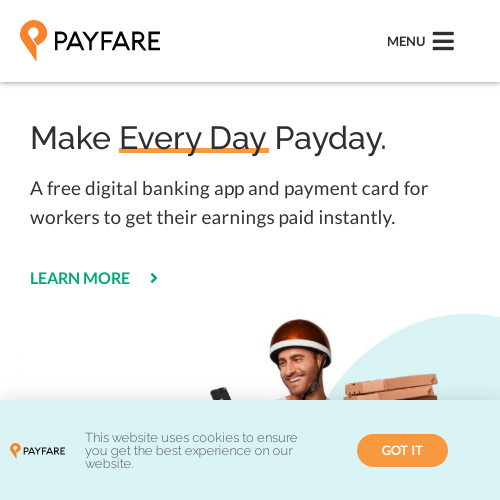 PAYFARE
MENU
Make Every Day Payday.
A free digital banking app and payment card for
workers to get their earnings paid instantly.
LEARN MORE
PAYFARE
This website uses cookies to ensure
you get the best experience on our
website.
GOT IT